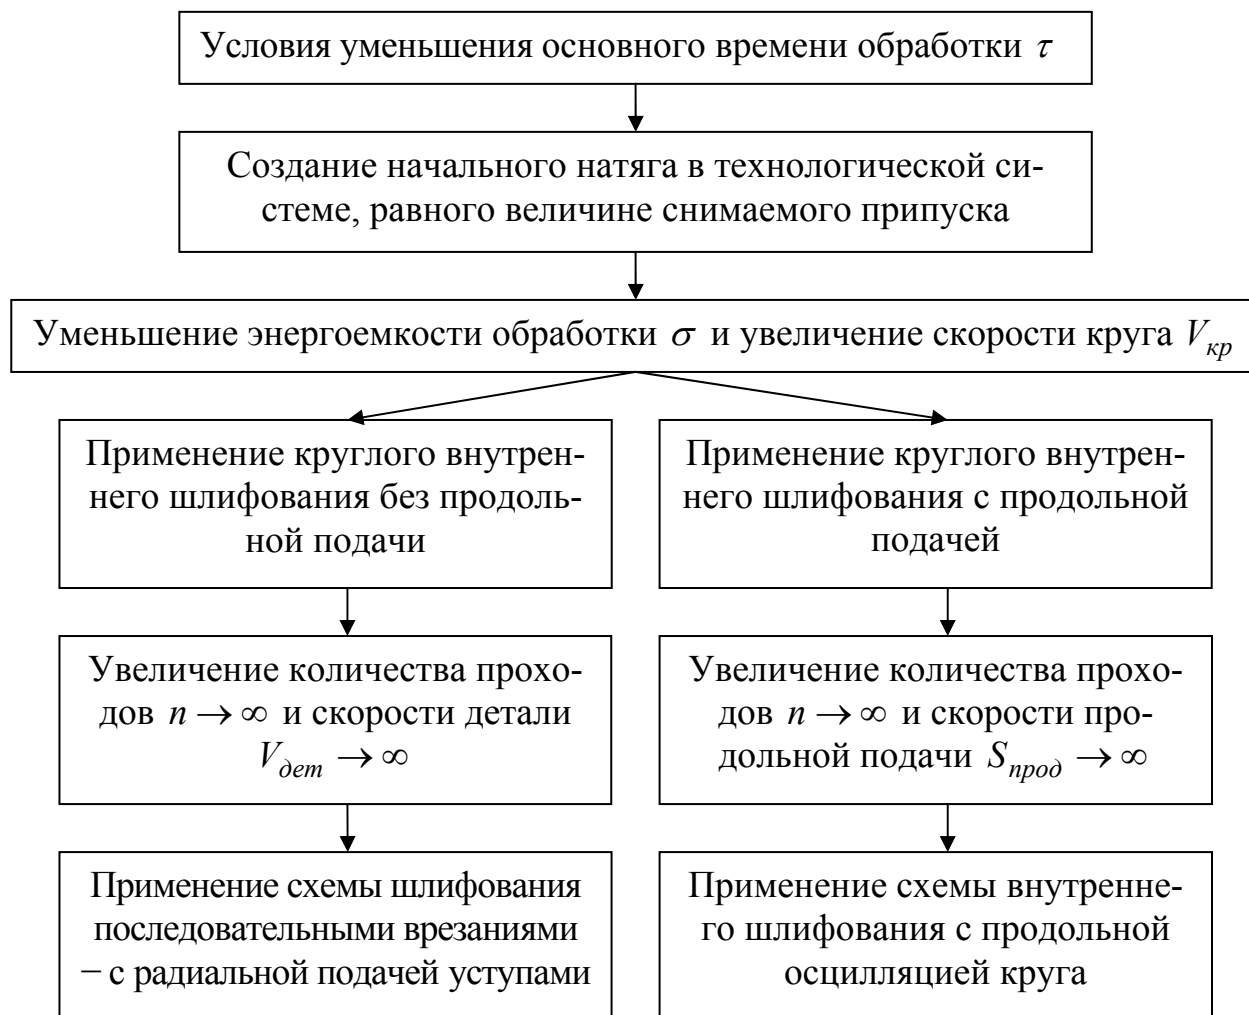 Условия уменьшения основного времени обработки τ
Создание начального натяга в технологической си-
стеме, равного величине снимаемого припуска
Уменьшение энергоемкости обработки σ и увеличение скорости круга Vкр
Применение круглого внутрен-
него шлифования без продоль-
ной подачи
Применение круглого внутрен-
него шлифования с продольной
подачей
Увеличение количества прохо-
дов n → ∞ и скорости детали
Vдет → ∞
Увеличение количества прохо-
дов n → ∞ и скорости про-
дольной подачи Sпрод → ∞
Применение схемы шлифования
последовательными врезаниями
– с радиальной подачей уступами
Применение схемы внутренне-
го шлифования с продольной
осцилляцией круга